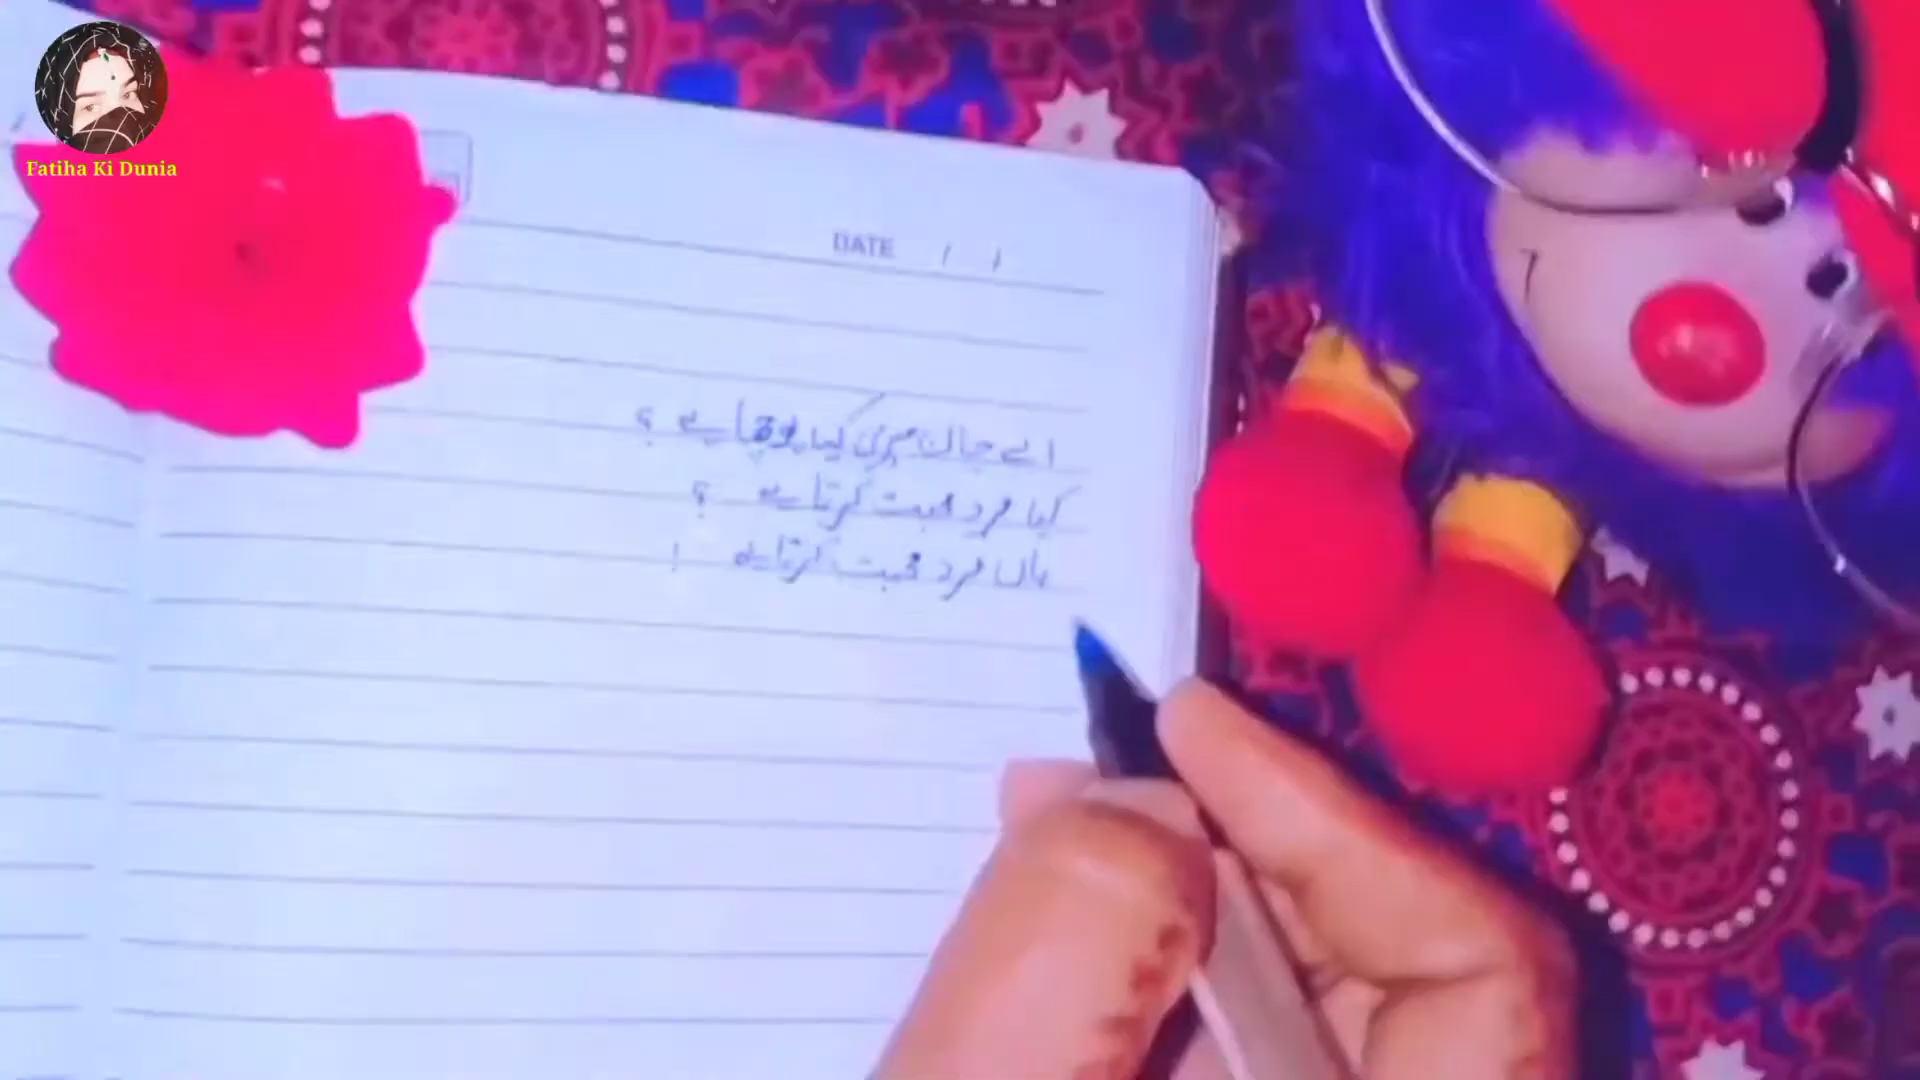 Fatiha Ki Dunia
DATE / /
اے جان میری کیا پوچھا ہے ؟
کیا مرد محبت کرتا ہے ؟
ہاں مرد محبت کرتا ہے !